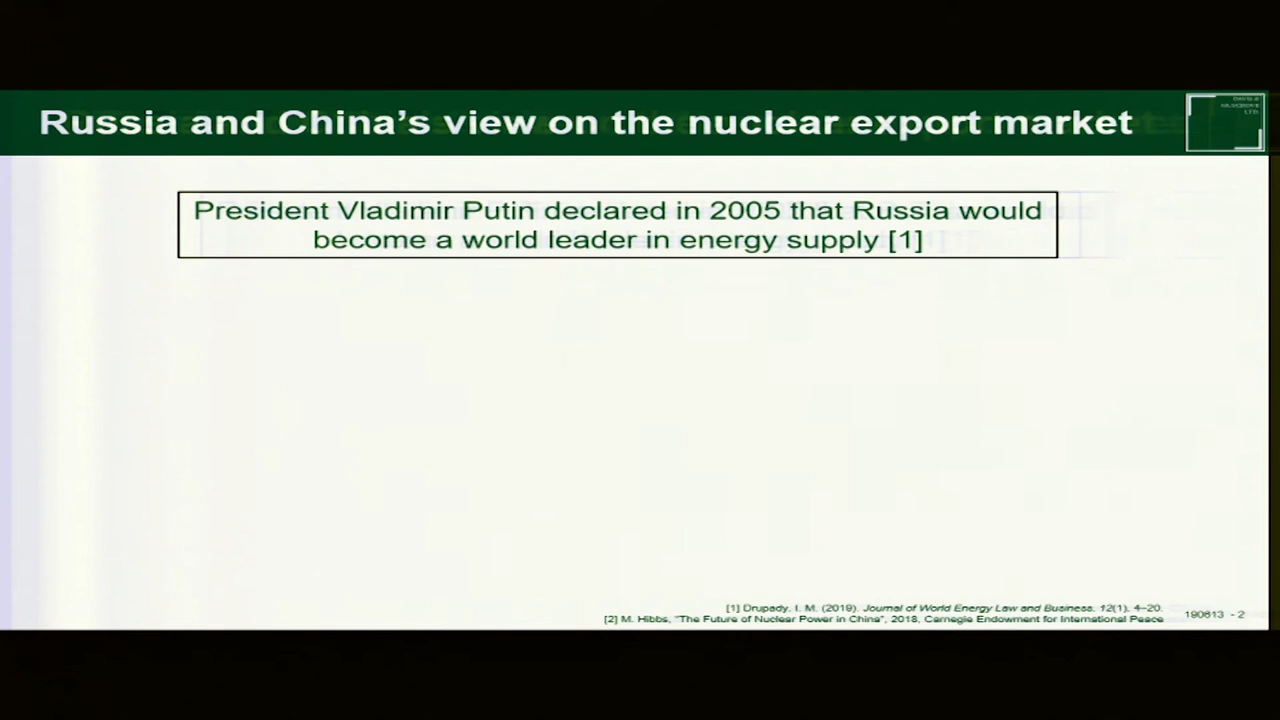 Russia and China's view on the nuclear export market
President Vladimir Putin declared in 2005 that Russia would
become a world leader in energy supply [1]
[1] Drupady, I. M. (2019). Journal of World Energy Law and Business, 12(1), 4–20.
[2] M. Hibbs, "The Future of Nuclear Power in China", 2018, Carnegie Endowment for International Peace
190613 - 2